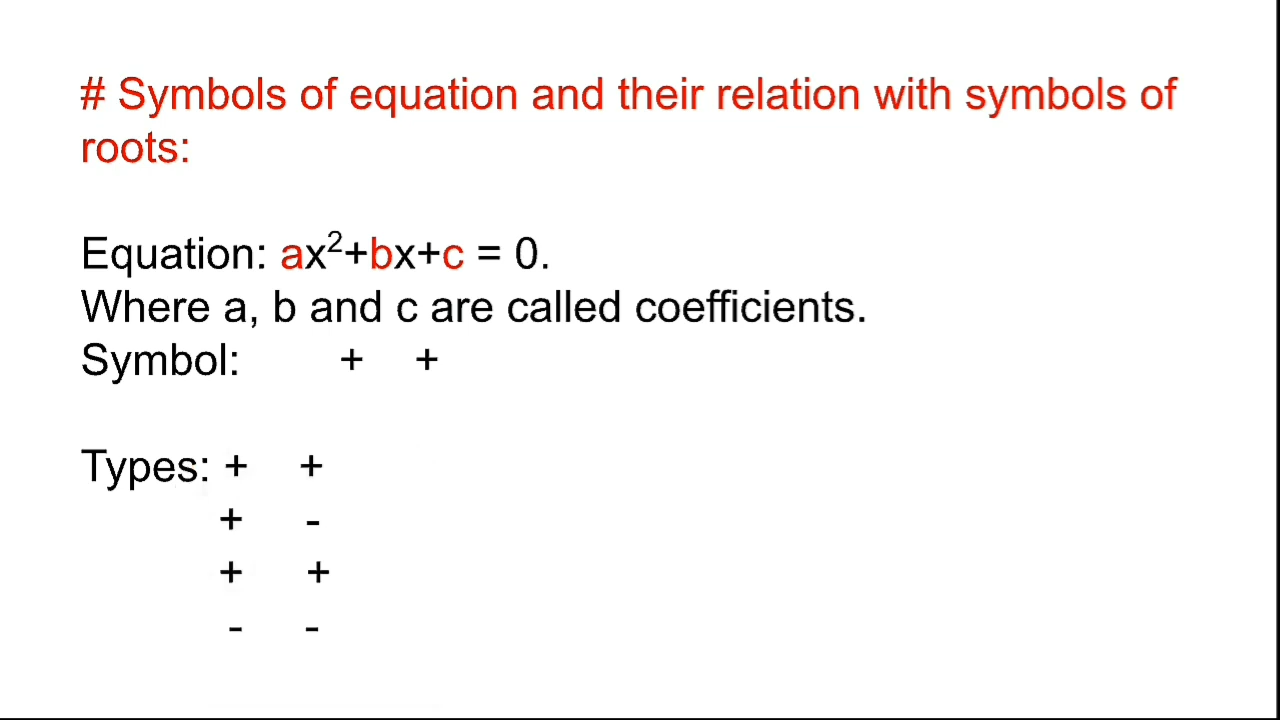 # Symbols of equation and their relation with symbols of
roots:
Equation: ax²+bx+c = 0.
Where a, b and c are called coefficients.
Symbol: + +
Types: + +
+ -
+ +
- -